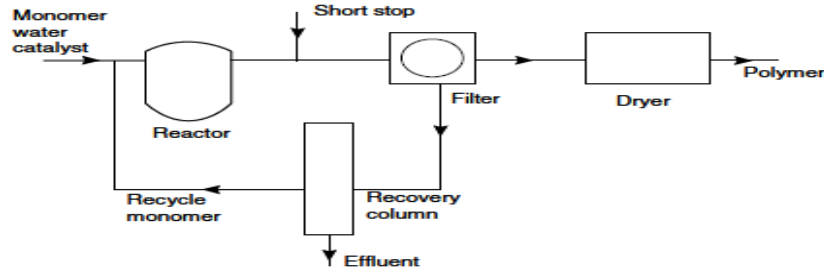 Monomer
water
catalyst
Short stop
Filter
Dryer
Polymer
Reactor
Recycle
monomer
Recovery
column
Effluent